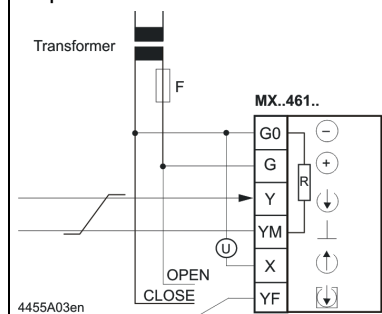 Transformer
F
MX..461..
G0
G
R
Y
YM
U
X
OPEN
CLOSE
YF
4455A03en